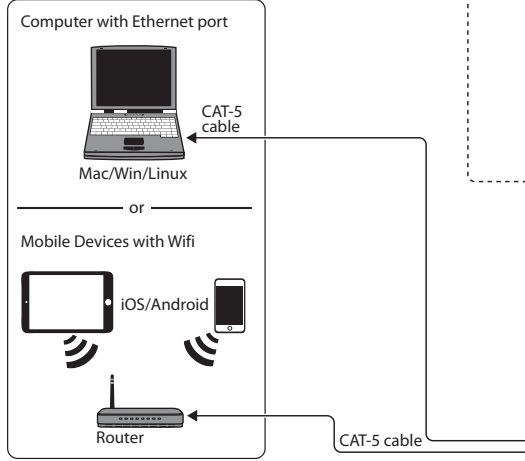 Computer with Ethernet port
CAT-5
cable
Mac/Win/Linux
or
Mobile Devices with Wifi
iOS/Android
Router
CAT-5 cable